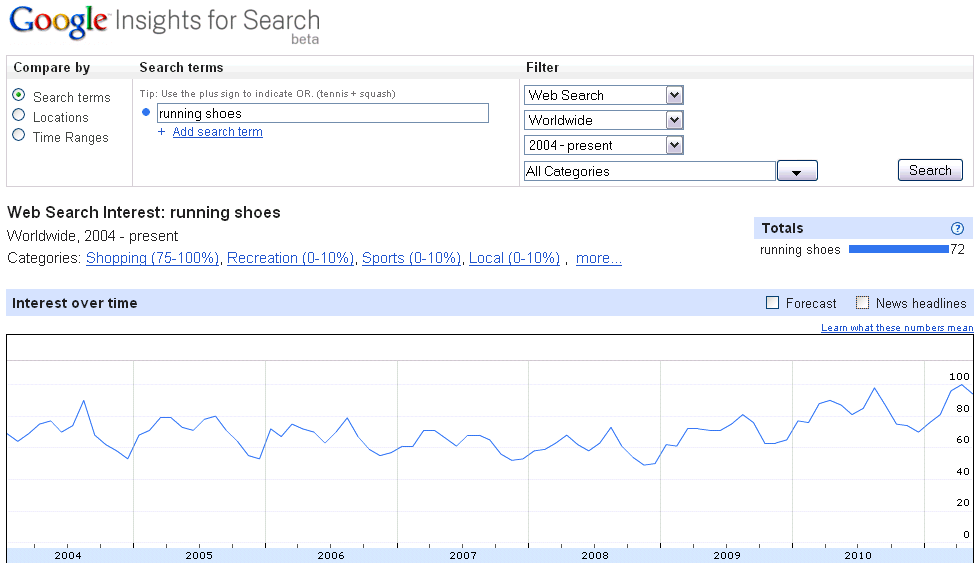 Google Insights for Search
beta
Compare by
Search terms
Filter
Search terms
Locations
Time Ranges
Tip: Use the plus sign to indicate OR. (tennis + squash)
running shoes
+ Add search term
Web Search
Worldwide
2004 - present
All Categories
Search
Web Search Interest: running shoes
Worldwide, 2004 - present
Categories: Shopping (75-100%), Recreation (0-10%), Sports (0-10%), Local (0-10%) , more...
Totals ?
running shoes 72
Interest over time
Forecast
News headlines
Learn what these numbers mean
100
80
60
40
20
0
2004 2005 2006 2007 2008 2009 2010